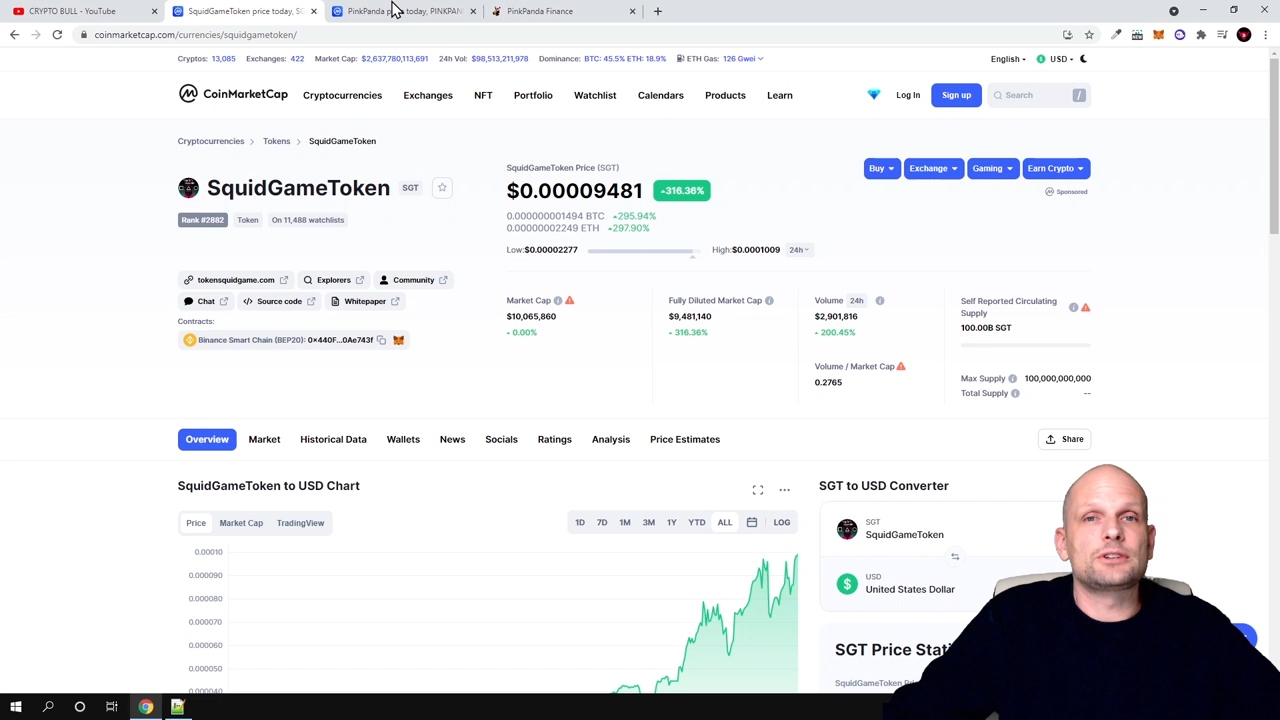 CRYPTO BULL - YouTube
SquidGameToken price today, SG
PinkPanda p
today, PINKPAN
PinkPanda Finance
coinmarketcap.com/currencies/squidgametoken/
Cryptos: 13,085 Exchanges: 422 Market Cap: $2,637,780,113,691 24h Vol: $98,513,211,978 Dominance: BTC: 45.5% ETH: 18.9% ETH Gas: 126 Gwei
English
USD
CoinMarketCap
Cryptocurrencies Exchanges NFT Portfolio Watchlist Calendars Products Learn
Log In
Sign up
Search /
Cryptocurrencies > Tokens > SquidGameToken
SquidGameToken SGT
Rank #2882 Token On 11,488 watchlists
SquidGameToken Price (SGT)
$0.00009481 316.36%
0.000000001494 BTC 295.94%
0.00000002249 ETH 297.90%
Low: $0.00002277 High: $0.0001009 24h
Buy Exchange Gaming Earn Crypto
Sponsored
tokensquidgame.com Explorers Community
Chat Source code Whitepaper
Contracts:
Binance Smart Chain (BEP20): 0x440F...0Ae743f
Market Cap
$10,065,860
0.00%
Fully Diluted Market Cap
$9,481,140
316.36%
Volume 24h
$2,901,816
200.45%
Volume / Market Cap
0.2765
Self Reported Circulating
Supply
100.00B SGT
Max Supply 100,000,000,000
Total Supply --
Overview Market Historical Data Wallets News Socials Ratings Analysis Price Estimates
Share
SquidGameToken to USD Chart
Price Market Cap TradingView
1D 7D 1M 3M 1Y YTD ALL LOG
0.00010
0.000090
0.000080
0.000070
0.000060
0.000050
0.000040
SGT to USD Converter
SGT
SquidGameToken
USD
United States Dollar
SGT Price Stati